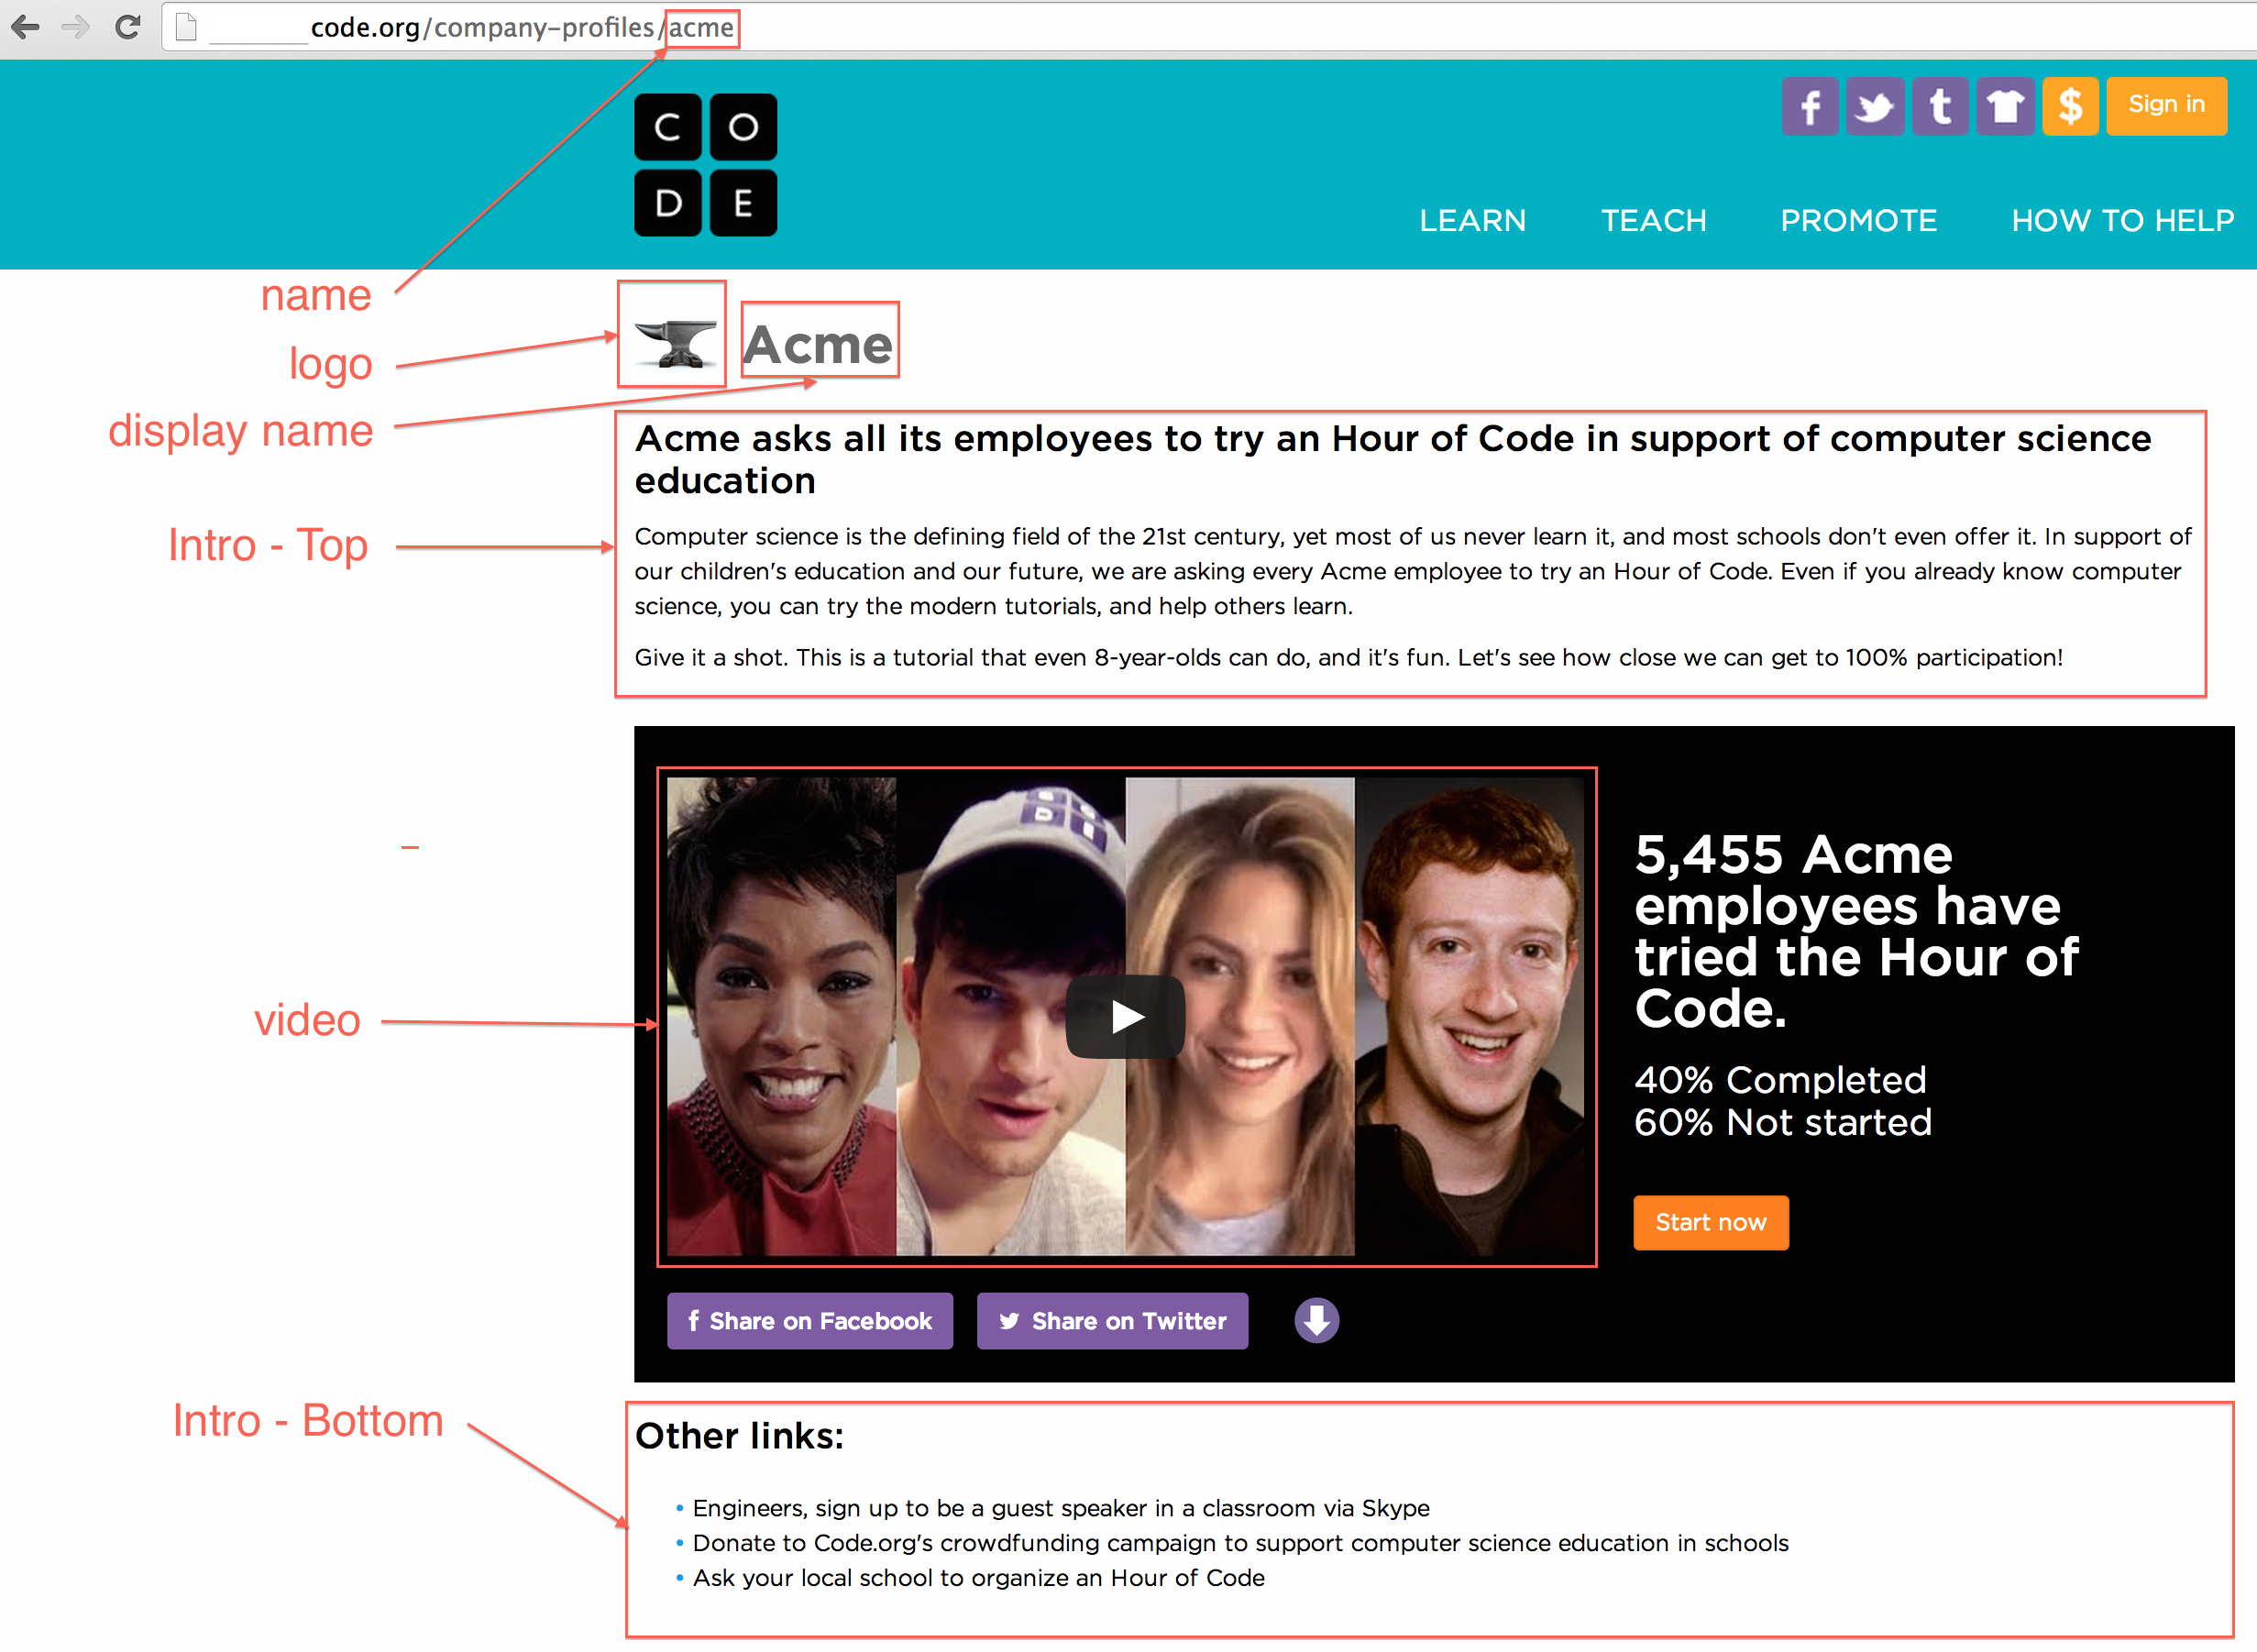 code.org/company-profiles/acme
C O
D E
Sign in
LEARN TEACH PROMOTE HOW TO HELP
name
logo
Acme
display name
Acme asks all its employees to try an Hour of Code in support of computer science
education
Intro - Top
Computer science is the defining field of the 21st century, yet most of us never learn it, and most schools don't even offer it. In support of
our children's education and our future, we are asking every Acme employee to try an Hour of Code. Even if you already know computer
science, you can try the modern tutorials, and help others learn.
Give it a shot. This is a tutorial that even 8-year-olds can do, and it's fun. Let's see how close we can get to 100% participation!
video
5,455 Acme
employees have
tried the Hour of
Code.
40% Completed
60% Not started
Start now
Share on Facebook
Share on Twitter
Intro - Bottom
Other links:
• Engineers, sign up to be a guest speaker in a classroom via Skype
• Donate to Code.org's crowdfunding campaign to support computer science education in schools
• Ask your local school to organize an Hour of Code